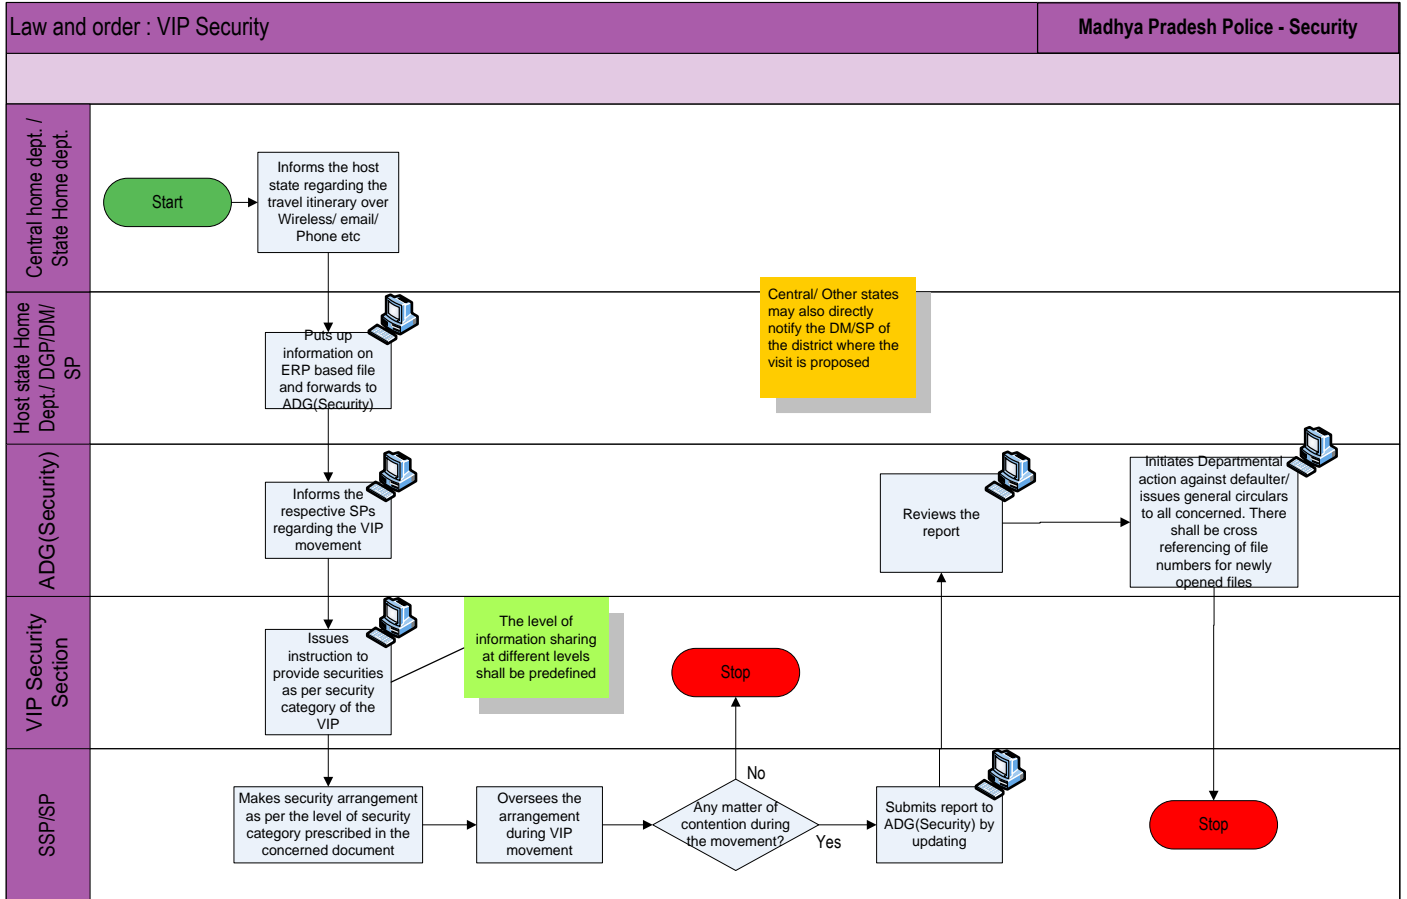 Law and order : VIP Security
Madhya Pradesh Police - Security
Central home dept. /
State Home dept.
Start
Informs the host
state regarding the
travel itinerary over
Wireless/ email/
Phone etc
Host state Home
Dept./ DGP/DM/
SP
Puts up
information on
ERP based file
and forwards to
ADG(Security)
Central/ Other states
may also directly
notify the DM/SP of
the district where the
visit is proposed
ADG(Security)
Informs the
respective SPs
regarding the VIP
movement
Reviews the
report
Initiates Departmental
action against defaulter/
issues general circulars
to all concerned. There
shall be cross
referencing of file
numbers for newly
opened files
VIP Security
Section
Issues
instruction to
provide securities
as per security
category of the
VIP
The level of
information sharing
at different levels
shall be predefined
Stop
SSP/SP
Makes security arrangement
as per the level of security
category prescribed in the
concerned document
Oversees the
arrangement
during VIP
movement
No
Any matter of
contention during
the movement?
Yes
Submits report to
ADG(Security) by
updating
Stop